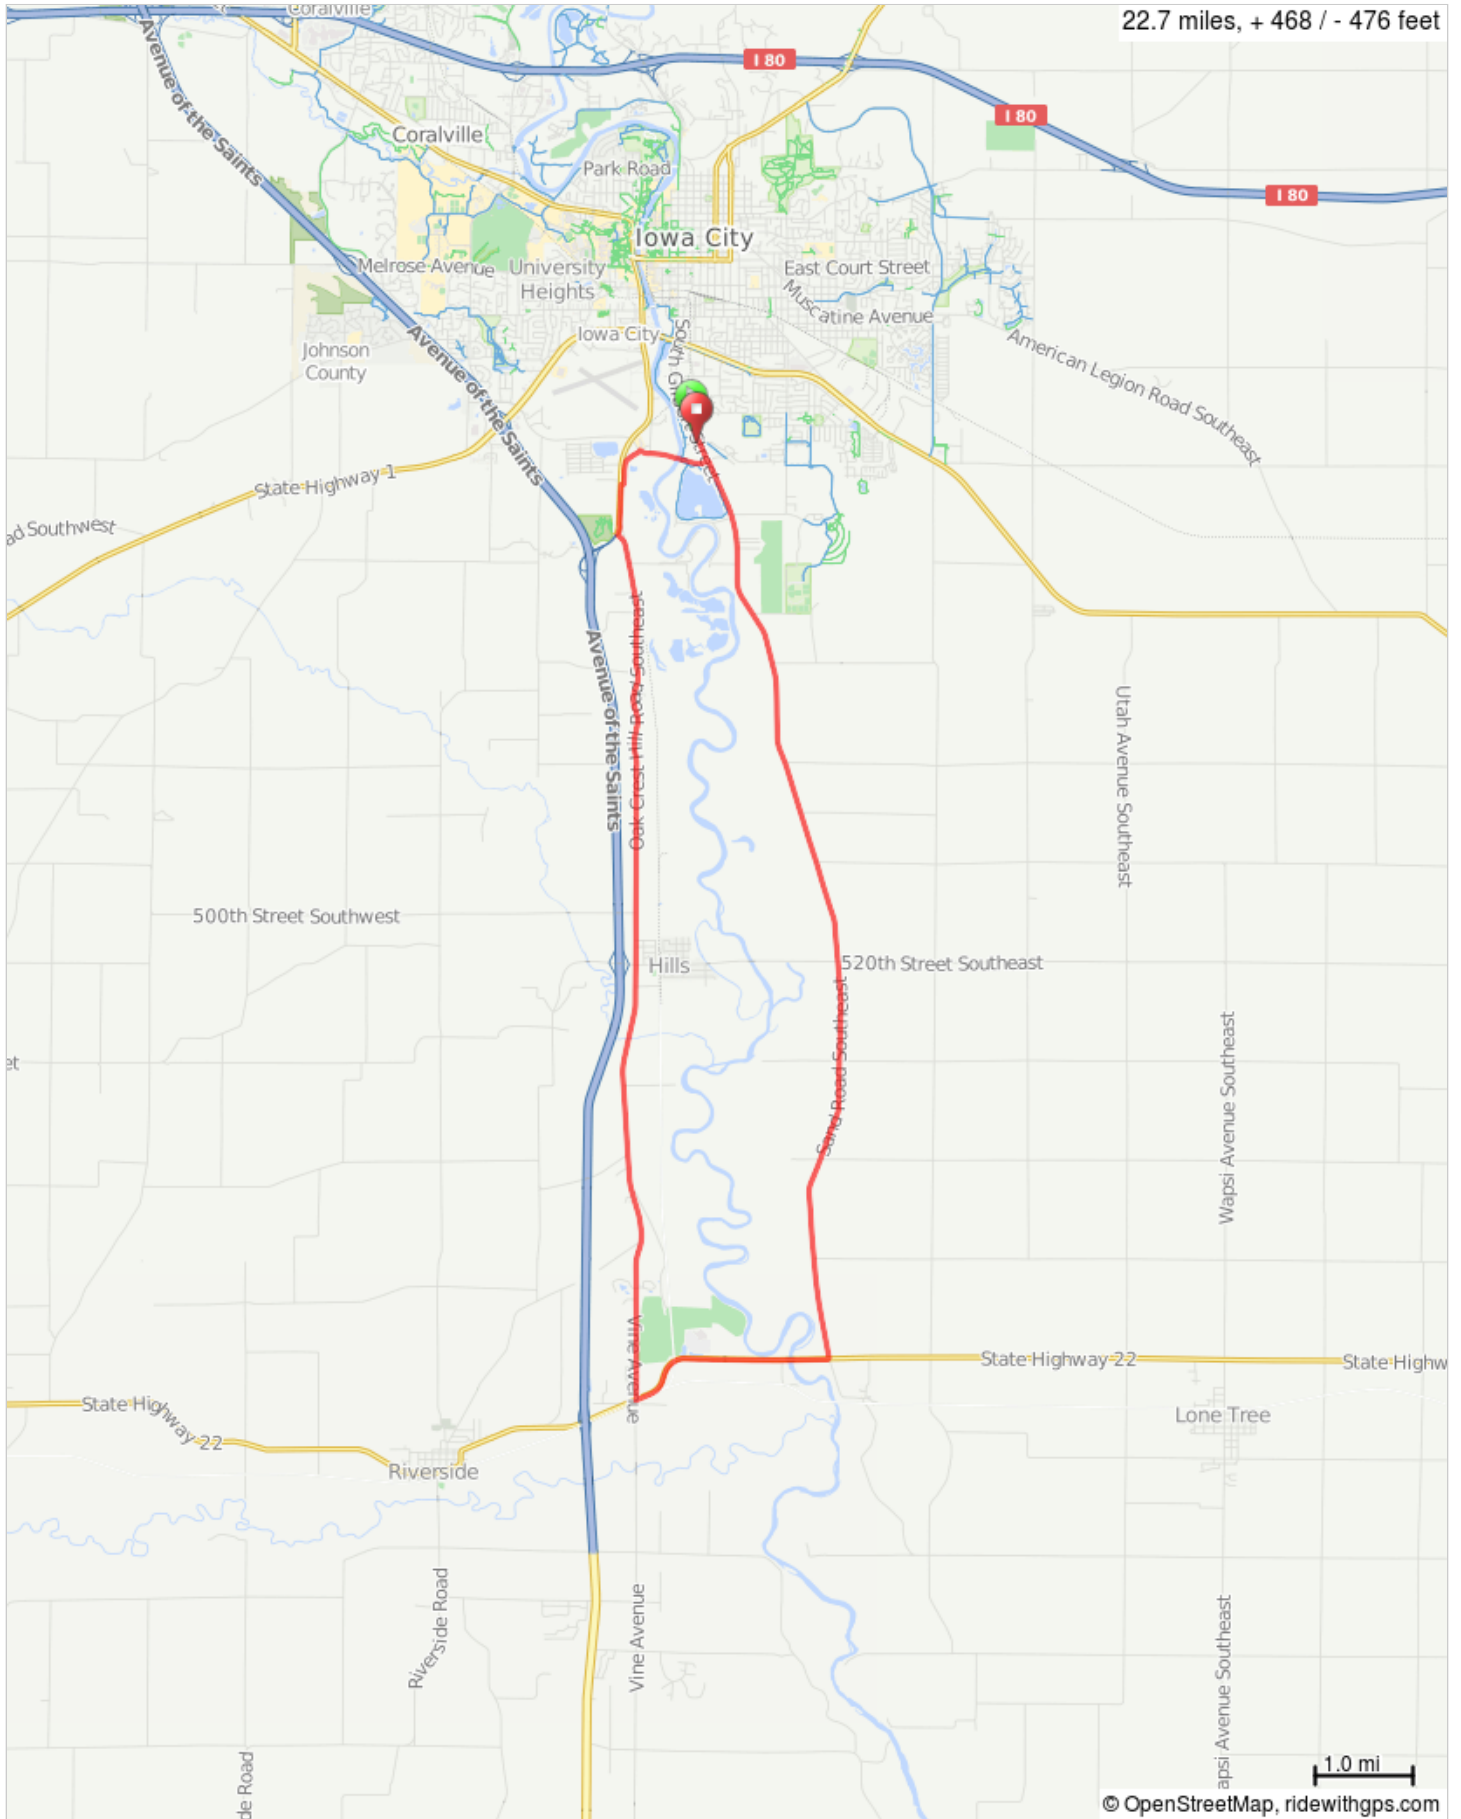 Coralville
22.7 miles, + 468 / - 476 feet
Avenue of the Saints
I 80
I 80
I 80
Coralville
Park Road
Iowa City
Melrose Avenue
University
Heights
East Court Street
Muscatine Avenue
Iowa City
Johnson
County
American Legion Road Southeast
Avenue of the Saints
Street
State Highway 1
ad Southwest
Oak Crest Hill Road Southeast
Avenue of the Saints
Utah Avenue Southeast
500th Street Southwest
Hills
520th Street Southeast
Sand Road Southeast
Wapsi Avenue Southeast
et
Vine Avenue
State Highway 22
State Highw
State Highway 22
Lone Tree
Riverside
Riverside Road
Vine Avenue
apsi Avenue Southeast
de Road
1.0 mi
© OpenStreetMap, ridewithgps.com